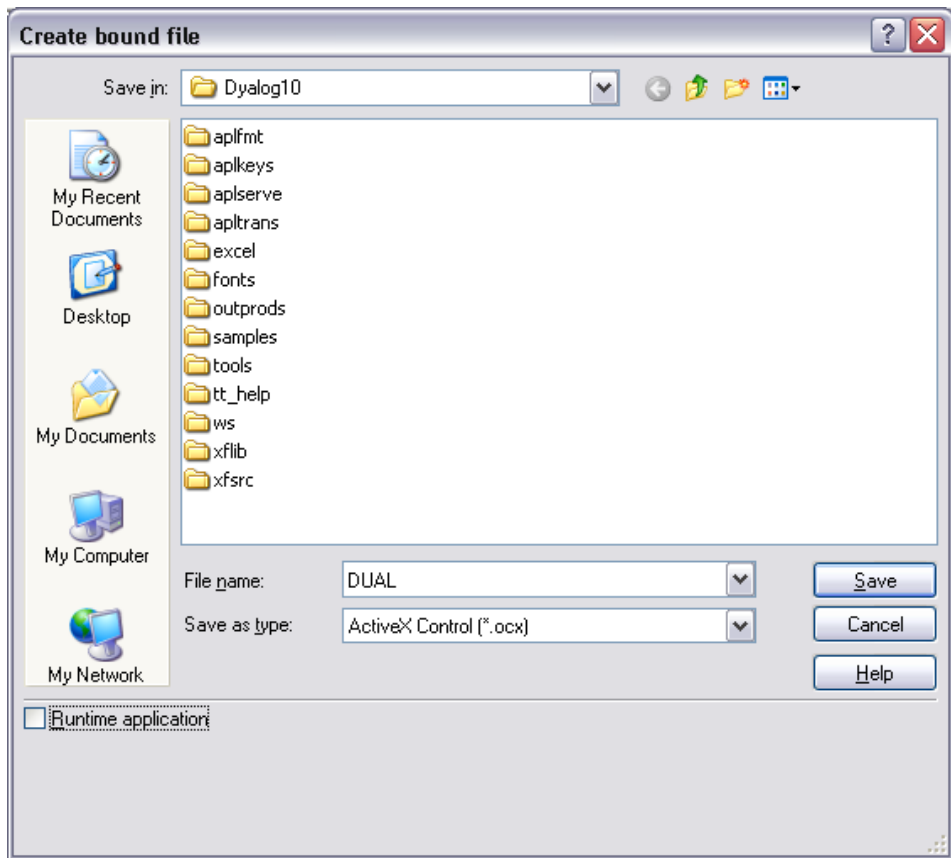 Create bound file
Save in:
Dyalog10
My Recent
Documents
Desktop
My Documents
My Computer
My Network
aplfmt
aplkeys
aplserve
apltrans
excel
fonts
outprods
samples
tools
tt_help
ws
xflib
xfsrc
File name:
DUAL
Save
Save as type:
ActiveX Control (*.ocx)
Cancel
Help
Runtime application